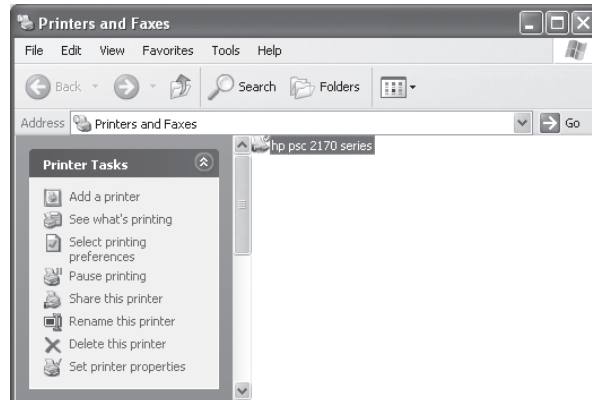 Printers and Faxes
File Edit View Favorites Tools Help
Back Search Folders
Address Printers and Faxes Go
hp psc 2170 series
Printer Tasks
Add a printer
See what's printing
Select printing
preferences
Pause printing
Share this printer
Rename this printer
Delete this printer
Set printer properties